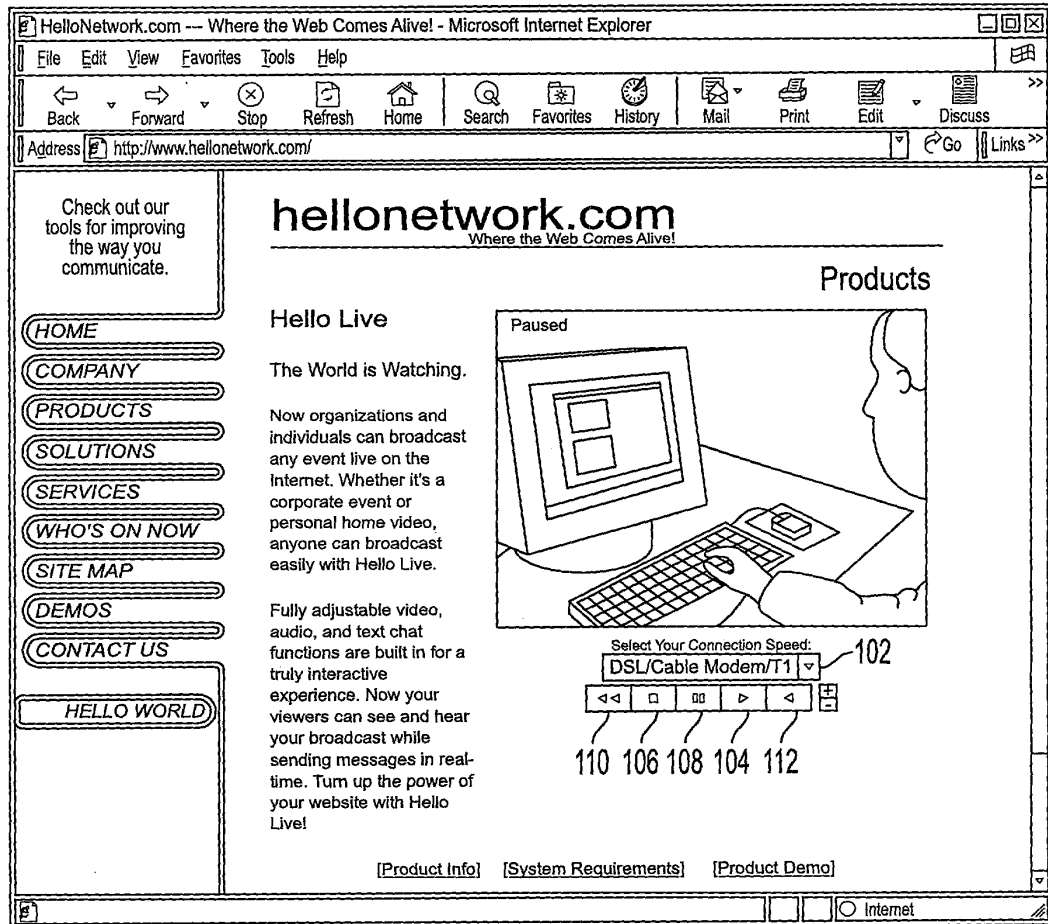 HelloNetwork.com --- Where the Web Comes Alive! - Microsoft Internet Explorer
File Edit View Favorites Tools Help
Back Forward Stop Refresh Home Search Favorites History Mail Print Edit Discuss
Address http://www.hellonetwork.com/ Go Links
Check out our
tools for improving
the way you
communicate.
HOME
COMPANY
PRODUCTS
SOLUTIONS
SERVICES
WHO'S ON NOW
SITE MAP
DEMOS
CONTACT US
HELLO WORLD
hellonetwork.com
Where the Web Comes Alive!
Products
Hello Live
The World is Watching.
Now organizations and
individuals can broadcast
any event live on the
Internet. Whether it's a
corporate event or
personal home video,
anyone can broadcast
easily with Hello Live.
Fully adjustable video,
audio, and text chat
functions are built in for a
truly interactive
experience. Now your
viewers can see and hear
your broadcast while
sending messages in real-
time. Turn up the power of
your website with Hello
Live!
Paused
Select Your Connection Speed:
DSL/Cable Modem/T1 102
110 106 108 104 112
[Product Info] [System Requirements] [Product Demo]
Internet